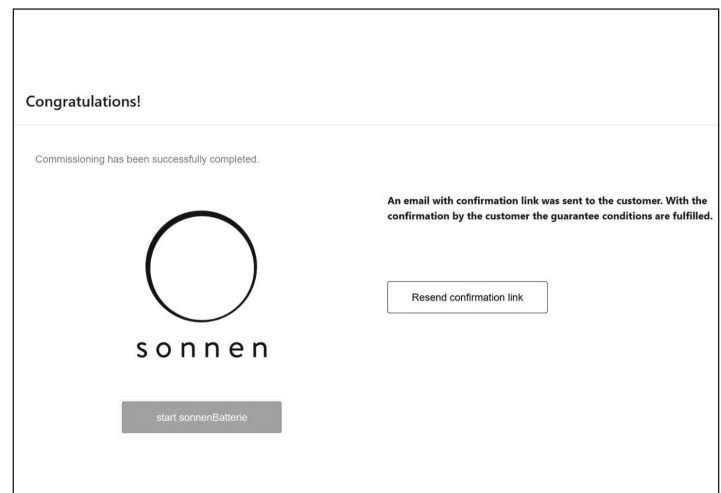 Congratulations!
Commissioning has been successfully completed.
An email with confirmation link was sent to the customer. With the
confirmation by the customer the guarantee conditions are fulfilled.
Resend confirmation link
sonnen
start sonnenBatterie